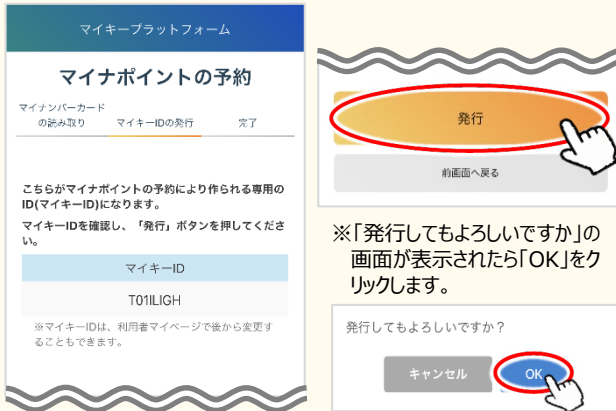 マイキープラットフォーム
マイナポイントの予約
マイナンバーカード
の読み取り
マイキーIDの発行
完了
こちらがマイナポイントの予約により作られる専用の
ID(マイキーID)になります。
マイキーIDを確認し、「発行」ボタンを押してくださ
い。
マイキーID
T01ILIGH
※マイキーIDは、利用者マイページで後から変更す
ることもできます。
発行
前画面へ戻る
※「発行してもよろしいですか」の
画面が表示されたら「OK」をク
リックします。
発行してもよろしいですか？
キャンセル
OK